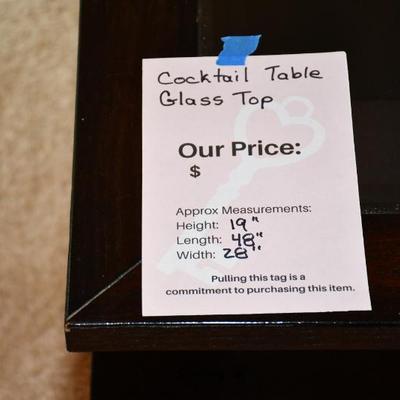 Cocktail Table
Glass Top
Our Price:
$
Approx Measurements:
Height: 19"
Length: 48"
Width: 28"
Pulling this tag is a
commitment to purchasing this item.